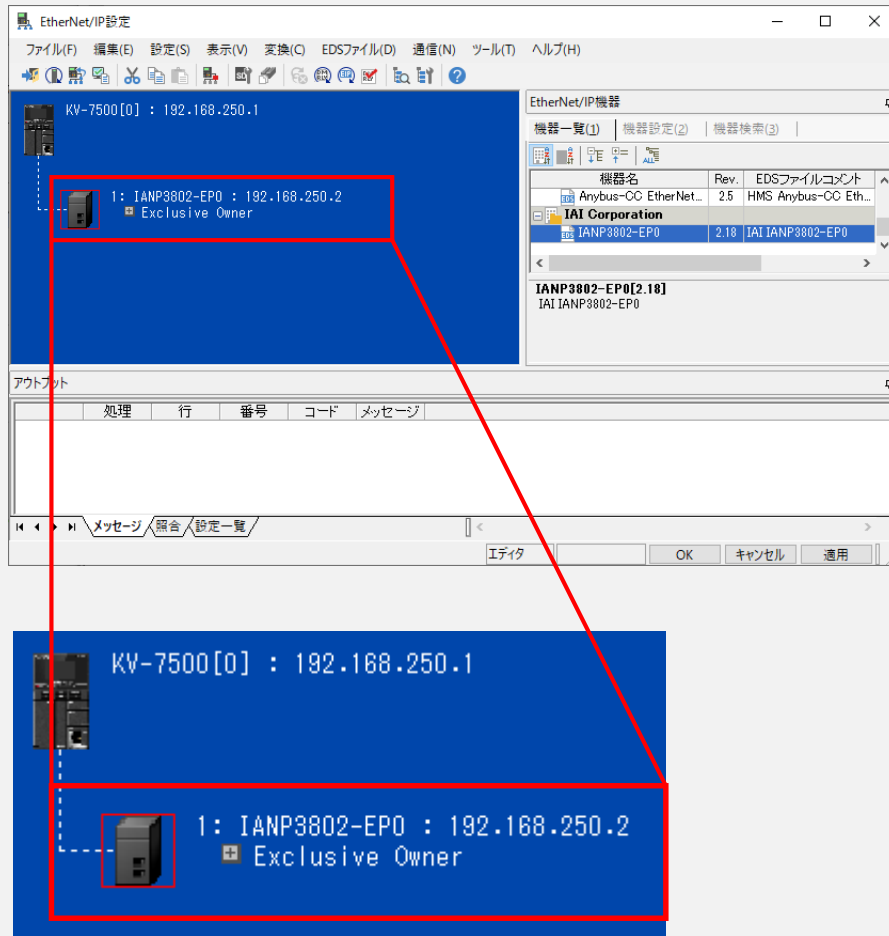 EtherNet/IP設定
ファイル(F) 編集(E) 設定(S) 表示(V) 変換(C) EDSファイル(D) 通信(N) ツール(T) ヘルプ(H)
KV-7500[0] : 192.168.250.1
1: IANP3802-EP0 : 192.168.250.2
Exclusive Owner
EtherNet/IP機器
機器一覧(1) 機器設定(2) 機器検索(3)
機器名 Rev. EDSファイルコメント
Anybus-CC EtherNet... 2.5 HMS Anybus-CC Eth...
IAI Corporation
IANP3802-EP0 2.18 IAI IANP3802-EP0
IANP3802-EP0[2.18]
IAI IANP3802-EP0
アウトプット
処理 行 番号 コード メッセージ
メッセージ 照合 設定一覧
エディタ OK キャンセル 適用
KV-7500[0] : 192.168.250.1
1: IANP3802-EP0 : 192.168.250.2
Exclusive Owner